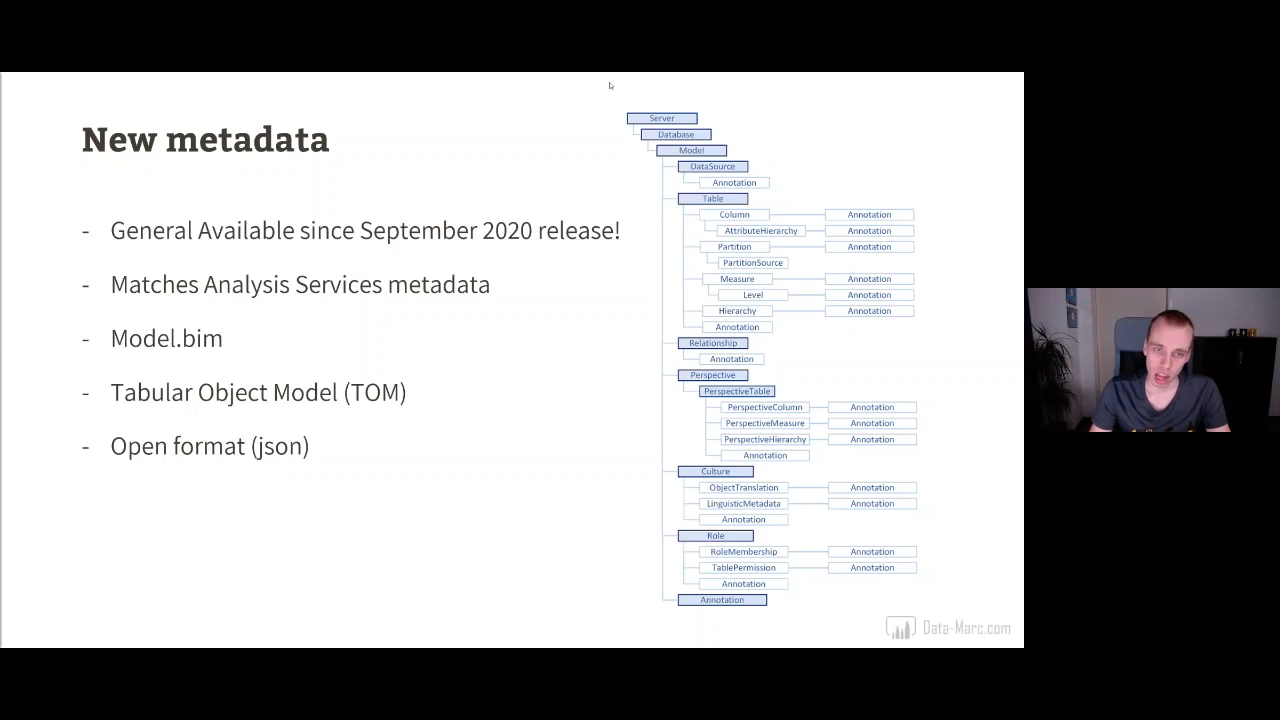 New metadata
- General Available since September 2020 release!
- Matches Analysis Services metadata
- Model.bim
- Tabular Object Model (TOM)
- Open format (json)
Server
Database
Model
DataSource
Annotation
Table
Column Annotation
AttributeHierarchy Annotation
Partition Annotation
PartitionSource
Measure Annotation
Level Annotation
Hierarchy Annotation
Annotation
Relationship
Annotation
Perspective
PerspectiveTable
PerspectiveColumn Annotation
PerspectiveMeasure Annotation
PerspectiveHierarchy Annotation
Annotation
Culture
ObjectTranslation Annotation
LinguisticMetadata Annotation
Annotation
Role
RoleMembership Annotation
TablePermission Annotation
Annotation
Annotation
Data-Marc.com